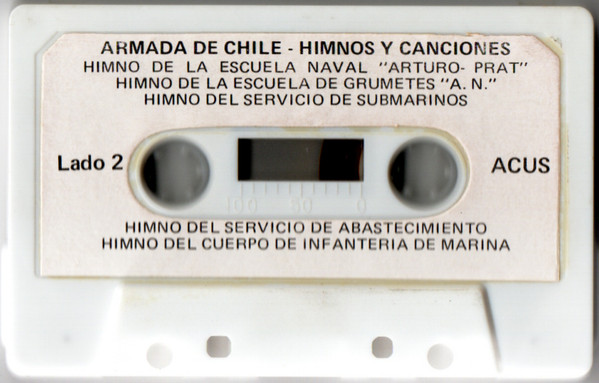 ARMADA DE CHILE - HIMNOS Y CANCIONES
HIMNO DE LA ESCUELA NAVAL "ARTURO- PRAT"
HIMNO DE LA ESCUELA DE GRUMETES "A. N."
HIMNO DEL SERVICIO DE SUBMARINOS
Lado 2
ACUS
100 50 0
HIMNO DEL SERVICIO DE ABASTECIMIENTO
HIMNO DEL CUERPO DE INFANTERIA DE MARINA